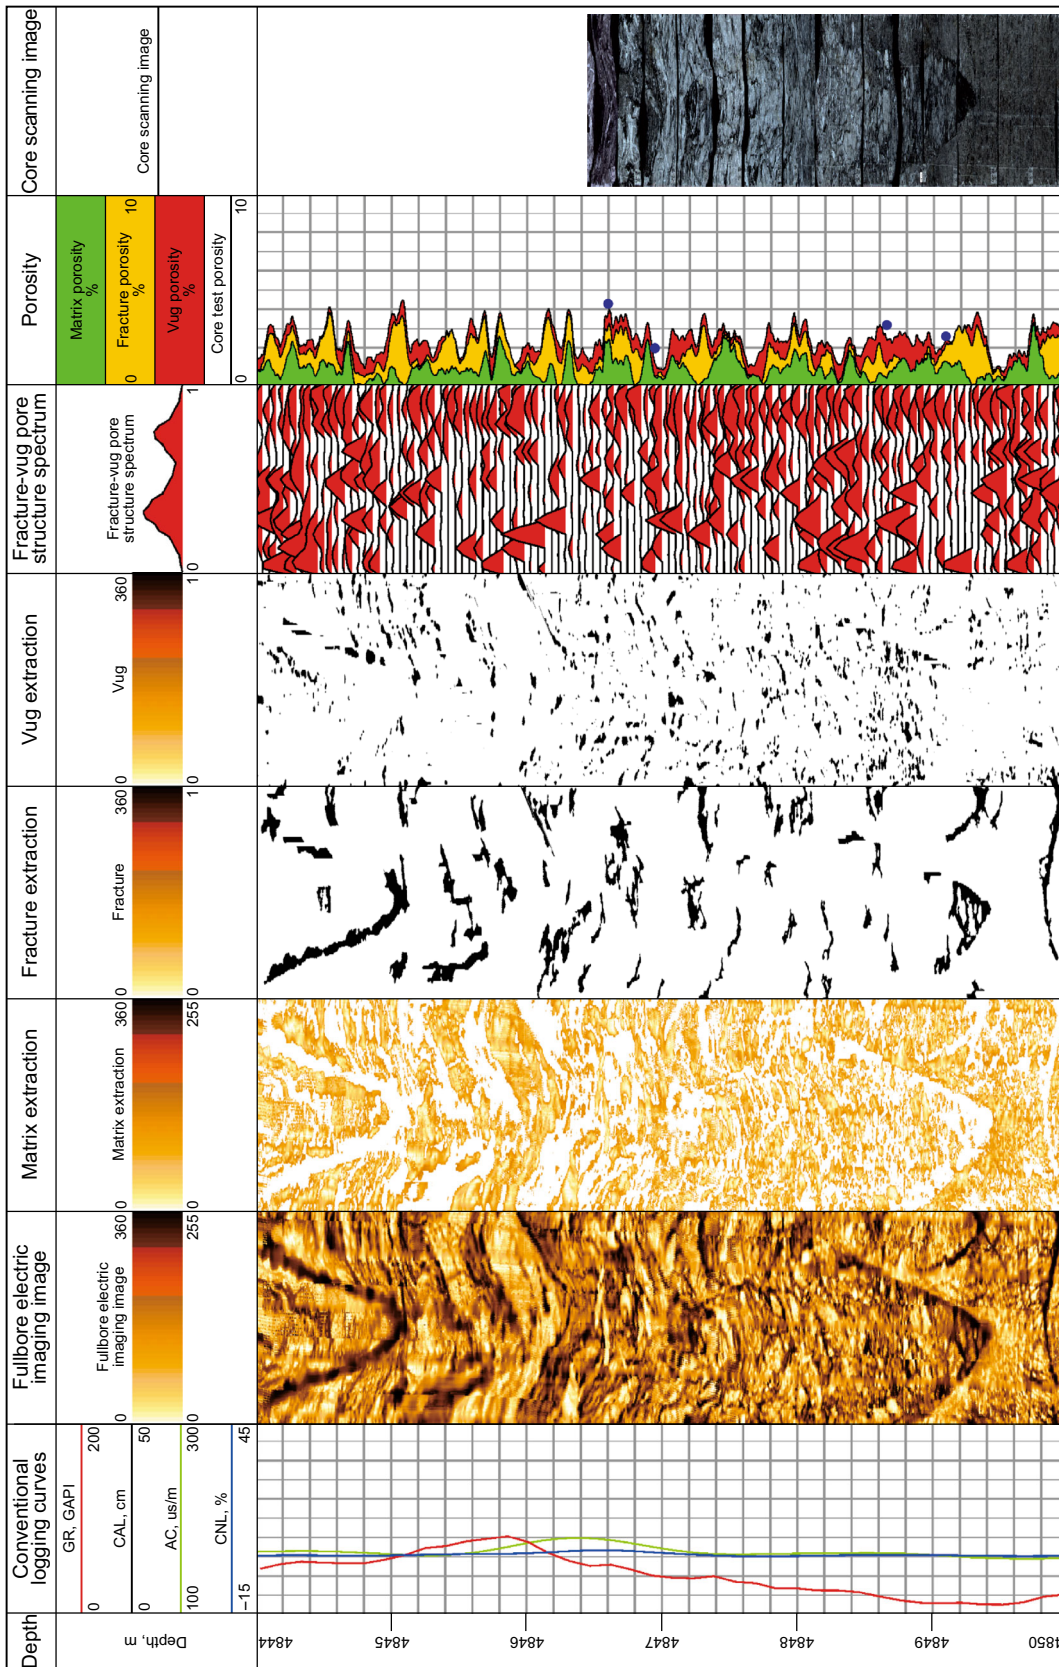 Depth
Conventional
logging curves
Fullbore electric
imaging image
Matrix extraction
Fracture extraction
Vug extraction
Fracture-vug pore
structure spectrum
Porosity
Core scanning image
Depth, m
GR, GAPI
0 200
CAL, cm
0 50
AC, us/m
100 300
CNL, %
-15 45
Fullbore electric
imaging image
0 360
0 255
Matrix extraction
0 360
0 255
Fracture
0 360
0 1
Vug
0 360
0 1
Fracture-vug pore
structure spectrum
0 1
Matrix porosity
%
Fracture porosity
%
0 10
Vug porosity
%
Core test porosity
0 10
Core scanning image
4844
4845
4846
4847
4848
4849
4850